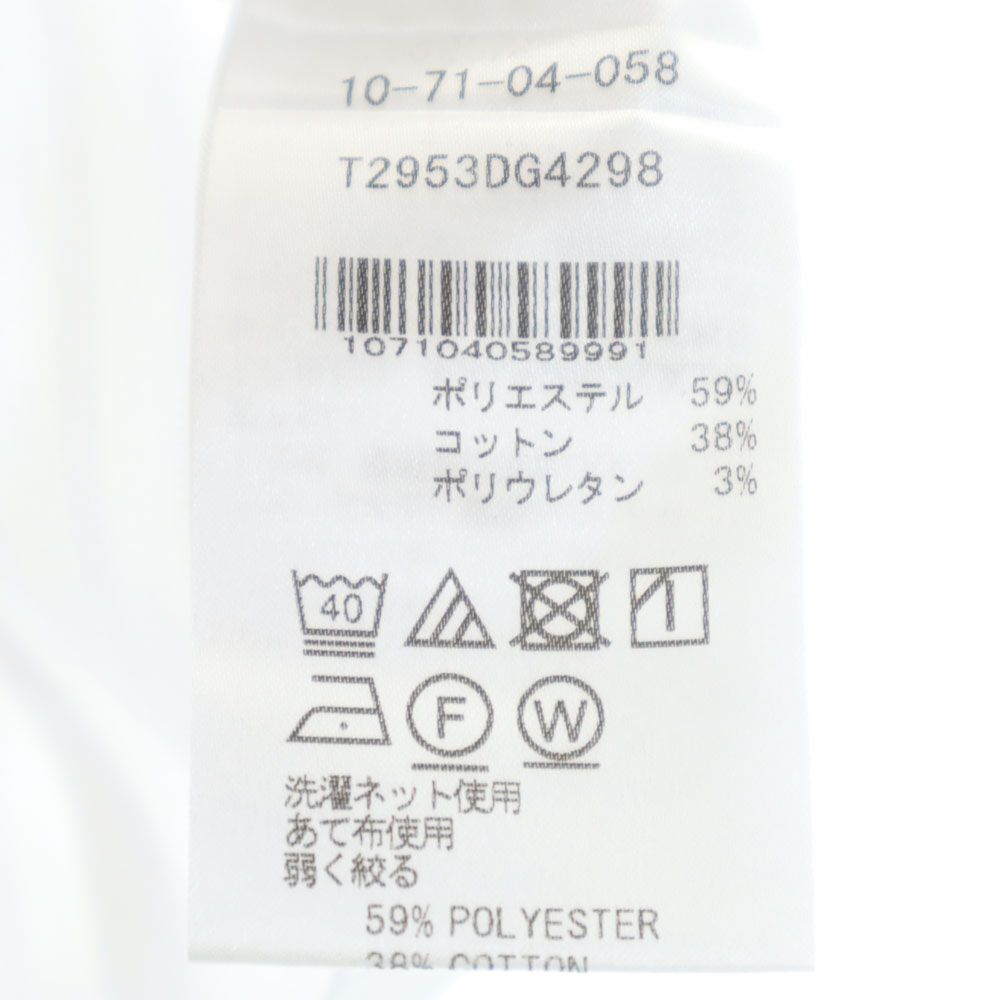 10-71-04-058
T2953DG4298
1071040589991
ポリエステル 59%
コットン 38%
ポリウレタン 3%
40
F W
洗濯ネット使用
あて布使用
弱く絞る
59% POLYESTER
38% COTTON